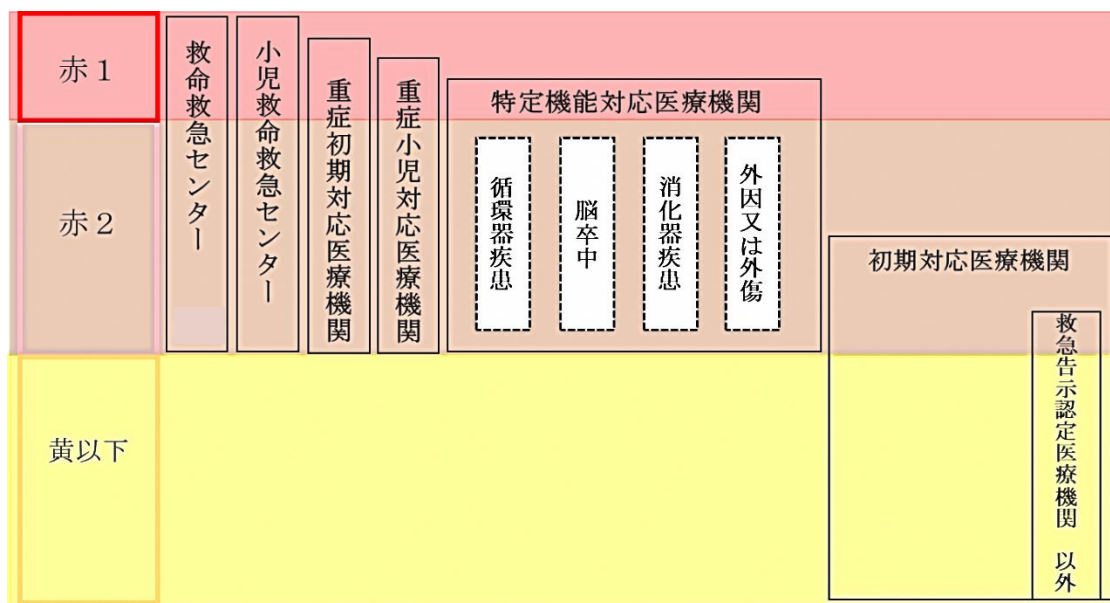 赤１
救命救急センター
小児救命救急センター
重症初期対応医療機関
重症小児対応医療機関
特定機能対応医療機関
循環器疾患
脳卒中
消化器疾患
外因又は外傷
赤２
初期対応医療機関
救急告示認定医療機関　以外
黄以下